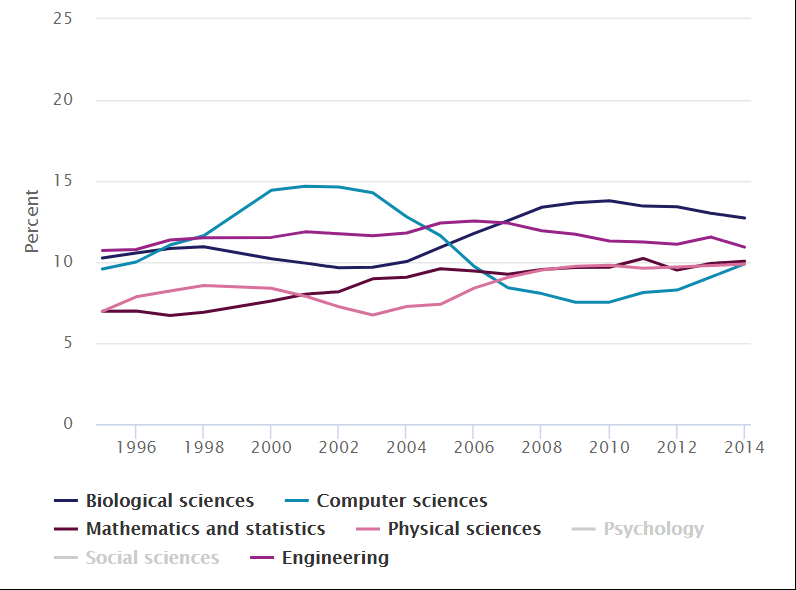 25
20
15
10
5
0
Percent
1996 1998 2000 2002 2004 2006 2008 2010 2012 2014
Biological sciences Computer sciences
Mathematics and statistics Physical sciences Psychology
Social sciences Engineering